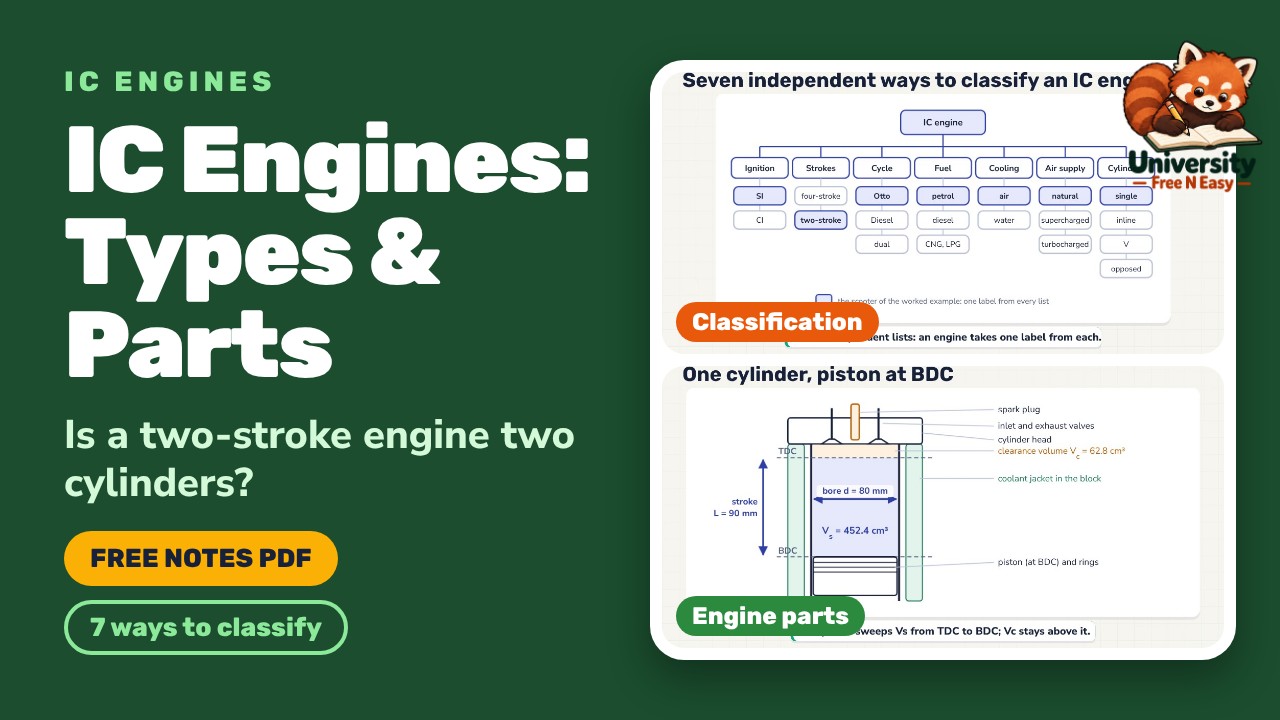 IC ENGINES
IC Engines:
Types &
Parts
Is a two-stroke engine two
cylinders?
FREE NOTES PDF
7 ways to classify
Seven independent ways to classify an IC eng
University
Free N Easy
IC engine
Ignition Strokes Cycle Fuel Cooling Air supply
SI four-stroke Otto petrol air natural single
CI two-stroke Diesel diesel water supercharged inline
dual CNG, LPG turbocharged V
opposed
of the worked example: one label from every list
Classification
lists: an engine takes one label from each.
One cylinder, piston at BDC
spark plug
inlet and exhaust valves
cylinder head
clearance volume Vc = 62.8 cm³
coolant jacket in the block
TDC
bore d = 80 mm
stroke
L = 90 mm
Vs = 452.4 cm³
BDC
piston (at BDC) and rings
Engine parts
sweeps Vs from TDC to BDC; Vc stays above it.